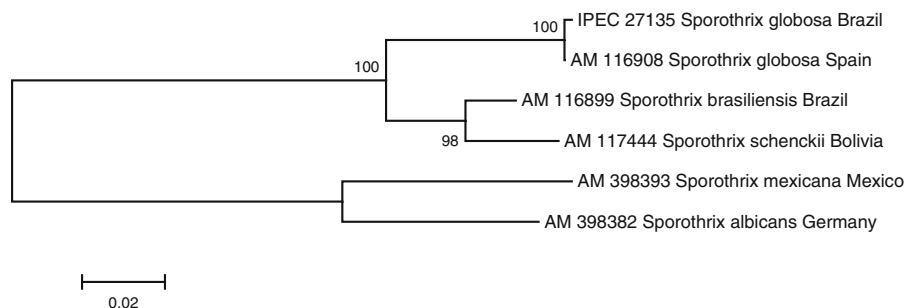 IPEC 27135 Sporothrix globosa Brazil
100
AM 116908 Sporothrix globosa Spain
100
AM 116899 Sporothrix brasiliensis Brazil
98
AM 117444 Sporothrix schenckii Bolivia
AM 398393 Sporothrix mexicana Mexico
AM 398382 Sporothrix albicans Germany
0.02